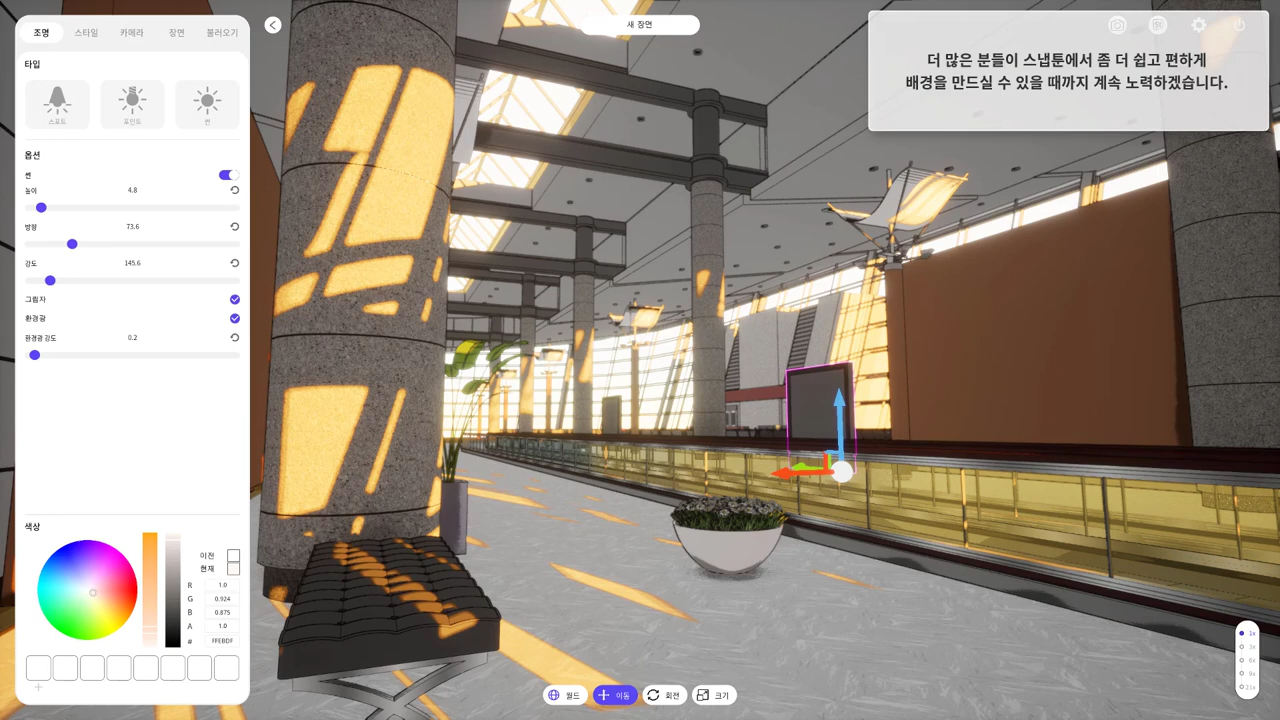 조명 스타일 카메라 장면 불러오기
새 장면
더 많은 분들이 스냅툰에서 좀 더 쉽고 편하게
배경을 만드실 수 있을 때까지 계속 노력하겠습니다.
타입
스포트 포인트 썬
옵션
썬
높이 4.8
방향 73.6
강도 145.6
그림자
환경광
환경광 강도 0.2
색상
이전
현재
R 1.0
G 0.924
B 0.875
A 1.0
# FFEBDF
월드 이동 회전 크기
1x
3x
6x
9x
21x